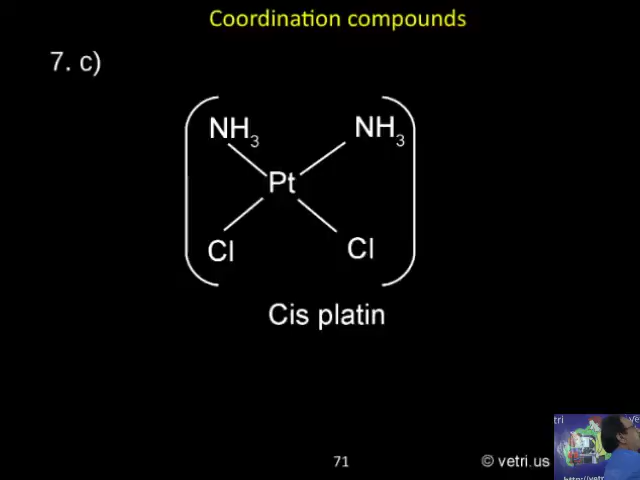 Coordination compounds
7. c)
NH3 NH3
Pt
Cl Cl
Cis platin
71 © vetri.us